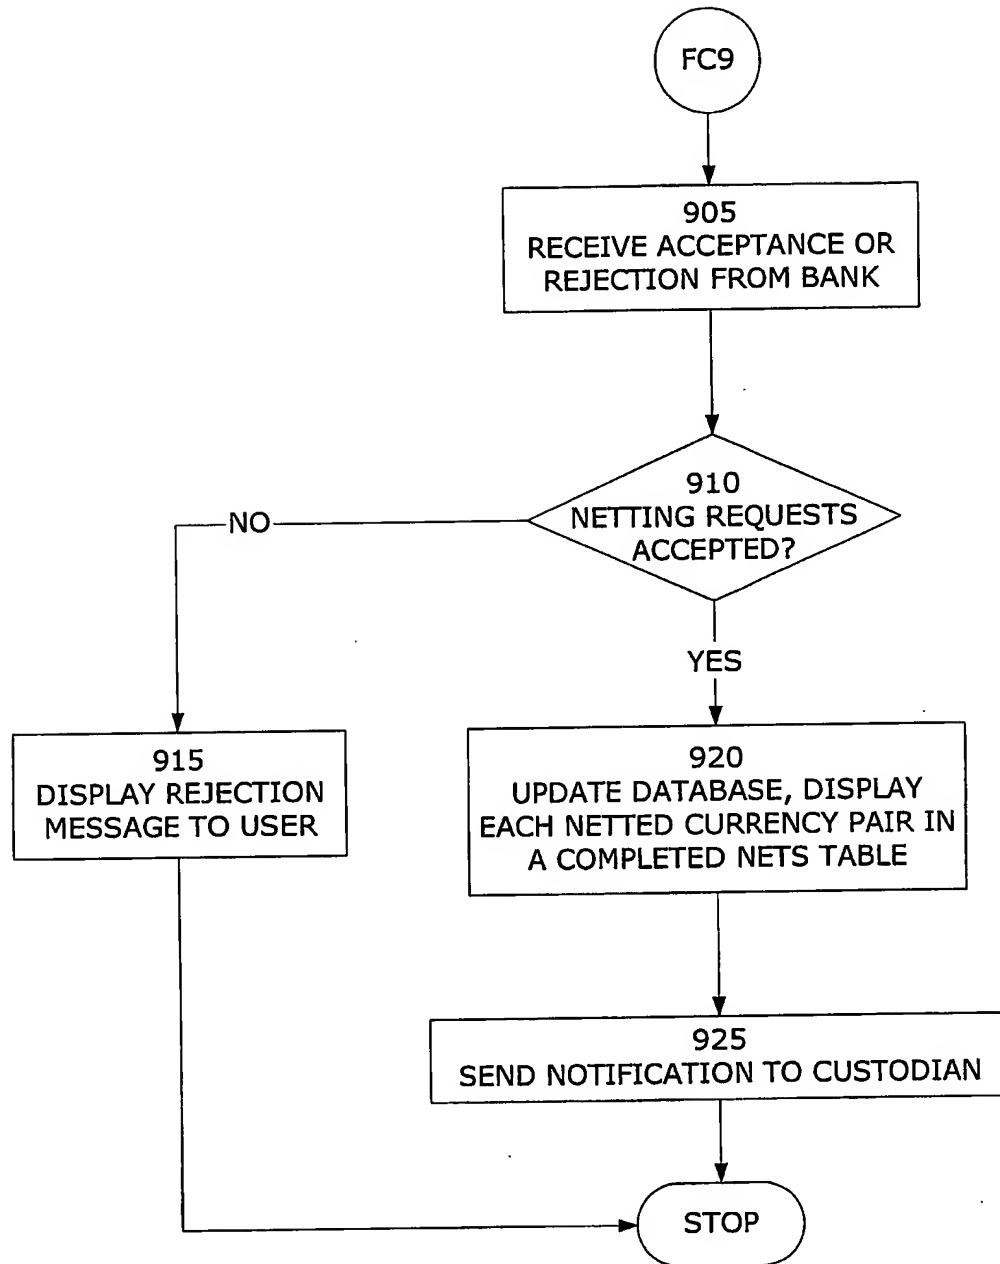 FC9
905
RECEIVE ACCEPTANCE OR
REJECTION FROM BANK
910
NETTING REQUESTS
ACCEPTED?
NO
YES
915
DISPLAY REJECTION
MESSAGE TO USER
920
UPDATE DATABASE, DISPLAY
EACH NETTED CURRENCY PAIR IN
A COMPLETED NETS TABLE
925
SEND NOTIFICATION TO CUSTODIAN
STOP